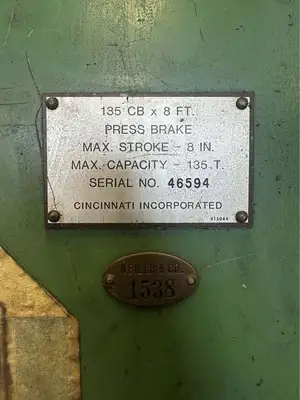 135 CB x 8 FT.
PRESS BRAKE
MAX. STROKE - 8 IN.
MAX. CAPACITY - 135 T.
SERIAL NO. 46594
CINCINNATI INCORPORATED
& CO.
1538